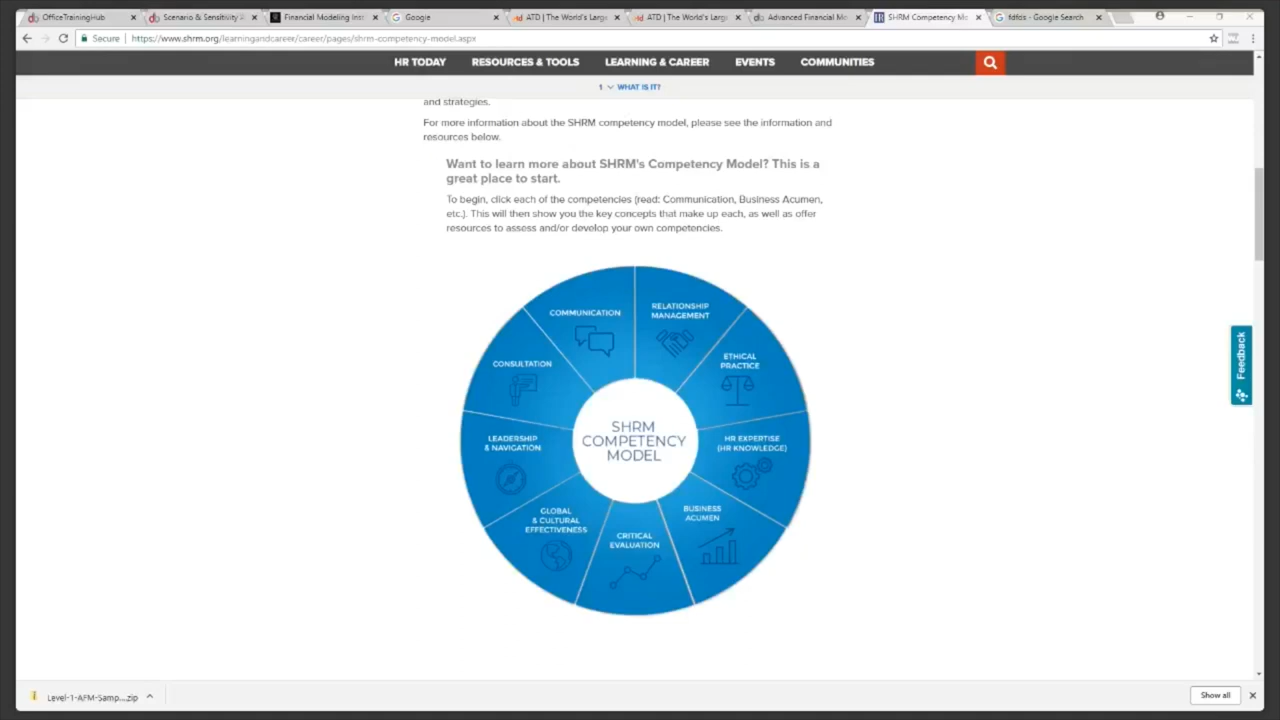 OfficeTrainingHub
Scenario & Sensitivity
Financial Modeling Inst
Google
ATD | The World's Large
ATD | The World's Large
Advanced Financial Mo
SHRM Competency Mo
fdfds - Google Search
Secure
https://www.shrm.org/learningandcareer/career/pages/shrm-competency-model.aspx
HR TODAY
RESOURCES & TOOLS
LEARNING & CAREER
EVENTS
COMMUNITIES
1 WHAT IS IT?
and strategies.
For more information about the SHRM competency model, please see the information and
resources below.
Want to learn more about SHRM's Competency Model? This is a
great place to start.
To begin, click each of the competencies (read: Communication, Business Acumen,
etc.). This will then show you the key concepts that make up each, as well as offer
resources to assess and/or develop your own competencies.
COMMUNICATION
RELATIONSHIP
MANAGEMENT
CONSULTATION
ETHICAL
PRACTICE
LEADERSHIP
& NAVIGATION
SHRM
COMPETENCY
MODEL
HR EXPERTISE
(HR KNOWLEDGE)
GLOBAL
& CULTURAL
EFFECTIVENESS
CRITICAL
EVALUATION
BUSINESS
ACUMEN
Feedback
Level-1-AFM-Samp....zip
Show all